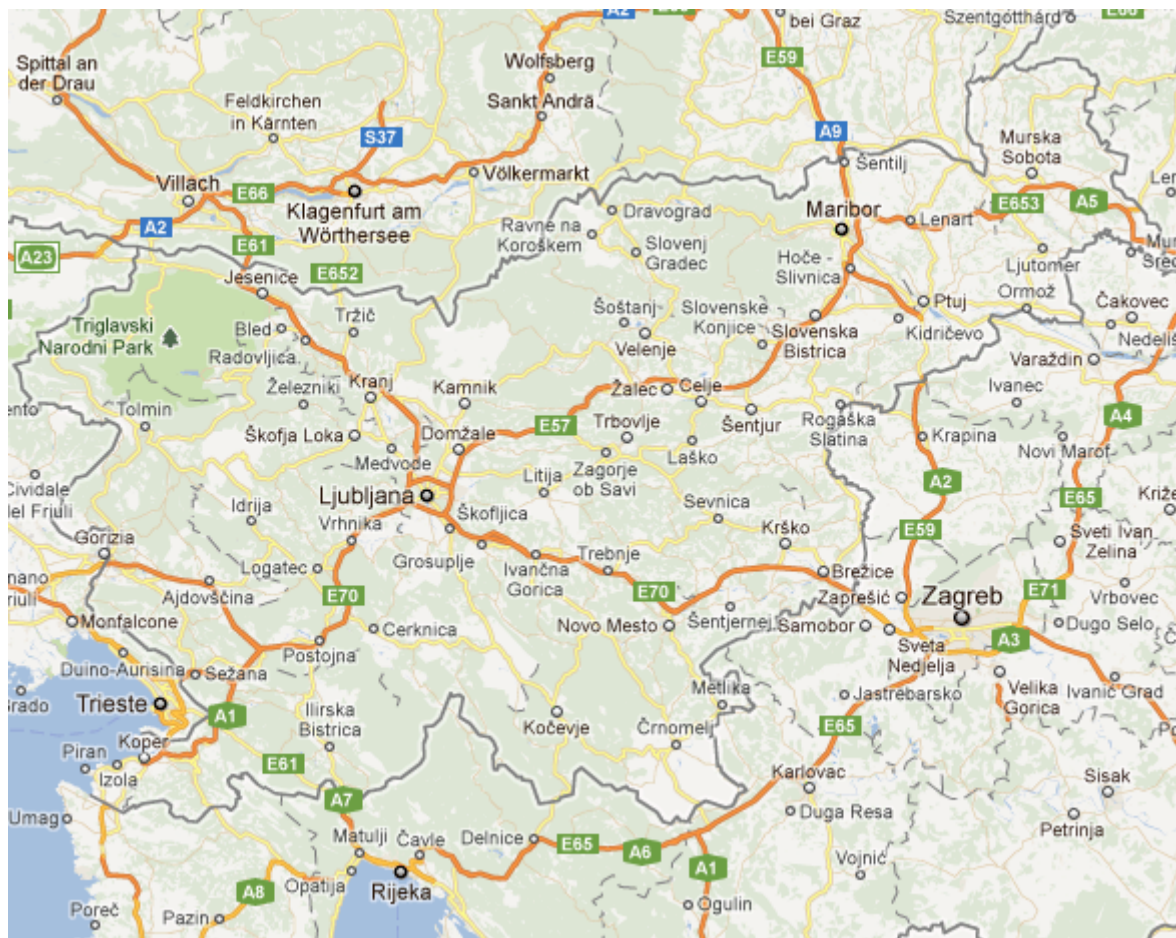 A2
bei Graz
Szentgótthárd
Spittal an
der Drau
Wolfsberg
E59
Feldkirchen
in Kärnten
Sankt Andrä
S37
A9
Šentilj
Murska
Sobota
Villach
E66
Völkermarkt
Klagenfurt am
Wörthersee
A2
E61
A23
E652
Dravograd
Ravne na
Koroškem
Slovenj
Gradec
Maribor
Lenart
E653
A5
Hoče -
Slivnica
Ljutomer
Jesenice
Ptuj
Ormož
Čakovec
Nedeliš
Triglavski
Narodni Park
Bled
Tržič
Radovljica
Šoštanj
Velenje
Slovenske
Konjice
Slovenska
Bistrica
Kidričevo
Varaždin
Železniki
Kranj
Kamnik
Žalec
Celje
Ivanec
Tolmin
Škofja Loka
Domžale
E57
Trbovlje
Šentjur
Rogaška
Slatina
Krapina
A4
Medvode
Litija
Zagorje
ob Savi
Laško
Novi Marof
A2
E65
Cividale
del Friuli
Idrija
Ljubljana
Vrhnika
Škofljica
Sevnica
Krško
E59
Križe
Sveti Ivan
Zelina
Gorizia
Logatec
Grosuplje
Ivančna
Gorica
Trebnje
Brežice
Ajdovščina
E70
E70
Zaprešić
Zagreb
E71
Vrbovec
Monfalcone
Cerknica
Novo Mesto
Šentjernej
Samobor
A3
Dugo Selo
Duino-Aurisina
Postojna
Sežana
Sveta
Nedjelja
Trieste
Metlika
Jastrebarsko
Velika
Gorica
Ivanić Grad
A1
Ilirska
Bistrica
Kočevje
Črnomelj
E65
Piran
Koper
Izola
E61
Karlovac
Sisak
Umag
A7
Duga Resa
Petrinja
Matulji
Čavle
Delnice
E65
A6
A1
Vojnić
A8
Opatija
Rijeka
Poreč
Pazin
Ogulin